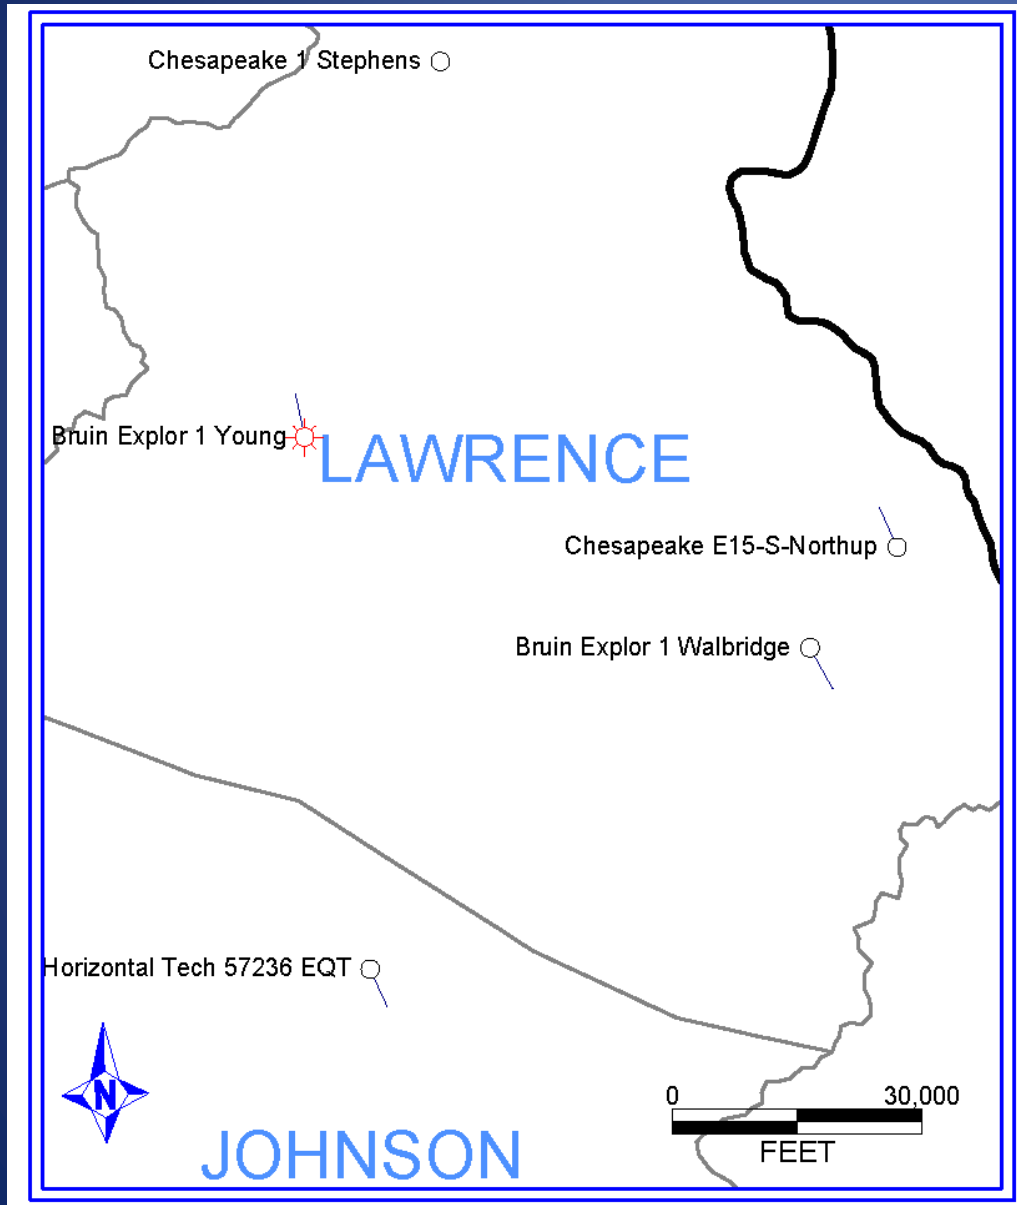 Chesapeake 1 Stephens
Bruin Explor 1 Young
LAWRENCE
Chesapeake E15-S-Northup
Bruin Explor 1 Walbridge
Horizontal Tech 57236 EQT
N
0 30,000
FEET
JOHNSON